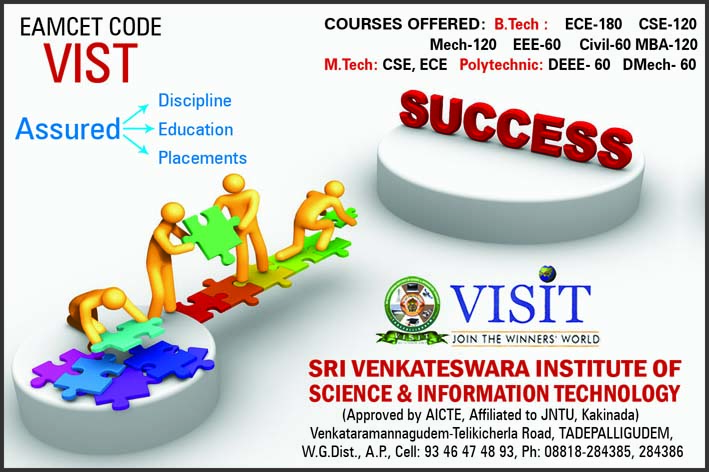 EAMCET CODE
VIST
Assured
Discipline
Education
Placements
COURSES OFFERED: B.Tech : ECE-180 CSE-120
Mech-120 EEE-60 Civil-60 MBA-120
M.Tech: CSE, ECE Polytechnic: DEEE- 60 DMech- 60
SUCCESS
VISIT
VISIT
JOIN THE WINNERS' WORLD
SRI VENKATESWARA INSTITUTE OF
SCIENCE & INFORMATION TECHNOLOGY
(Approved by AICTE, Affiliated to JNTU, Kakinada)
Venkataramannagudem-Telikicherla Road, TADEPALLIGUDEM,
W.G.Dist., A.P., Cell: 93 46 47 48 93, Ph: 08818-284385, 284386